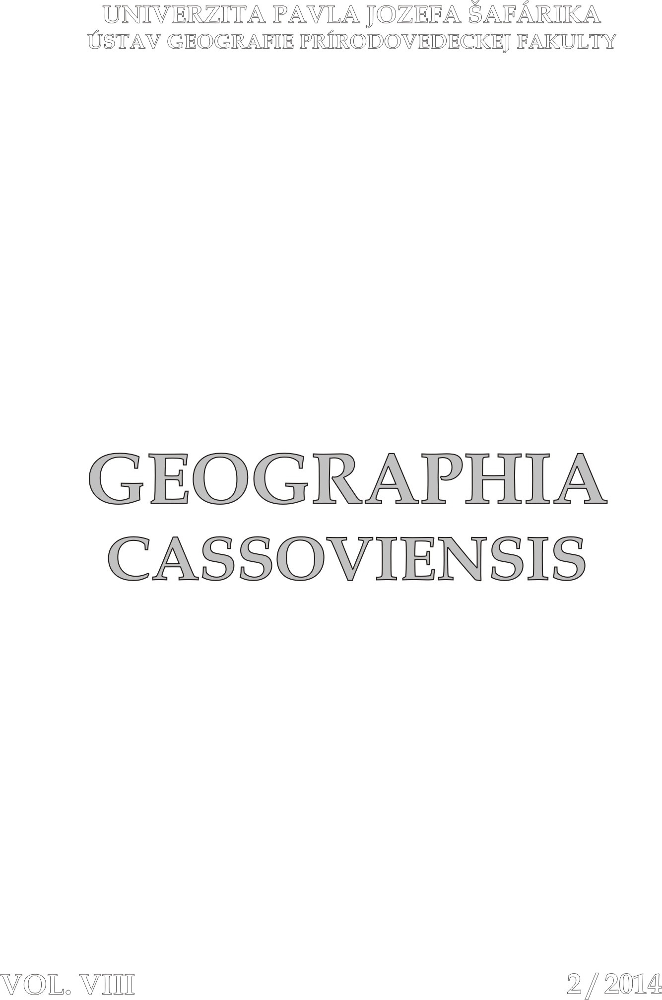 UNIVERZITA PAVLA JOZEFA ŠAFÁRIKA
ÚSTAV GEOGRAFIE PRÍRODOVEDECKEJ FAKULTY
GEOGRAPHIA
CASSOVIENSIS
VOL. VIII 2 / 2014